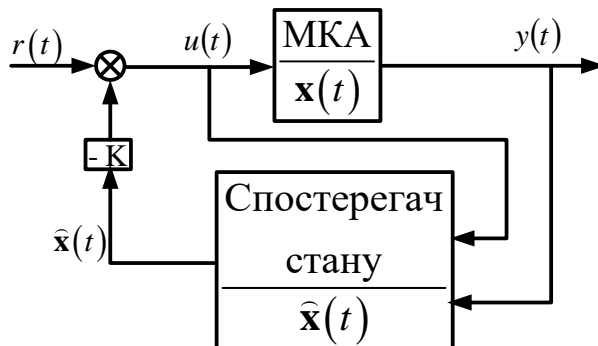 r(t)
u(t)
МКА
x(t)
y(t)
- K
x̂(t)
Спостерегач
стану
x̂(t)